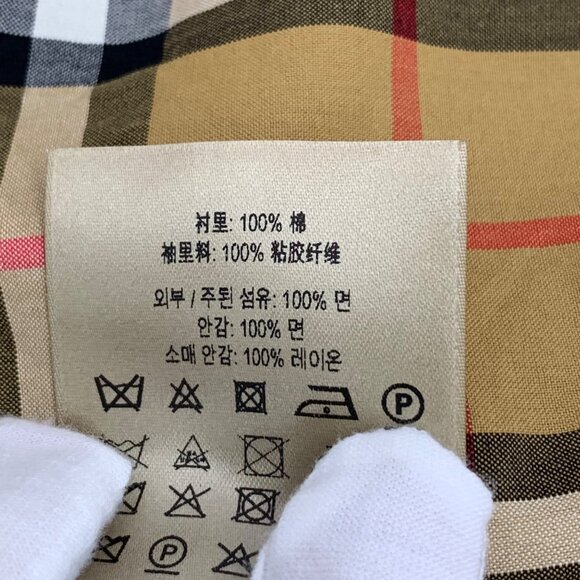 衬里: 100% 棉
袖里料: 100% 粘胶纤维
외부 / 주된 섬유: 100% 면
안감: 100% 면
소매 안감: 100% 레이온
P
P